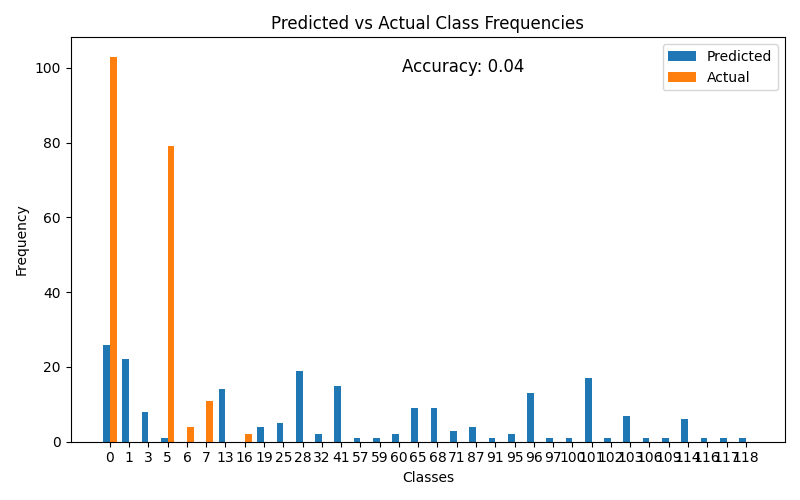 Predicted vs Actual Class Frequencies
Accuracy: 0.04
Predicted
Actual
100
80
60
40
20
0
Frequency
0 1 3 5 6 7 13 16 19 25 28 32 41 57 59 60 65 68 71 87 91 95 96 97 100 101 102 103 106 109 114 116 117 118
Classes